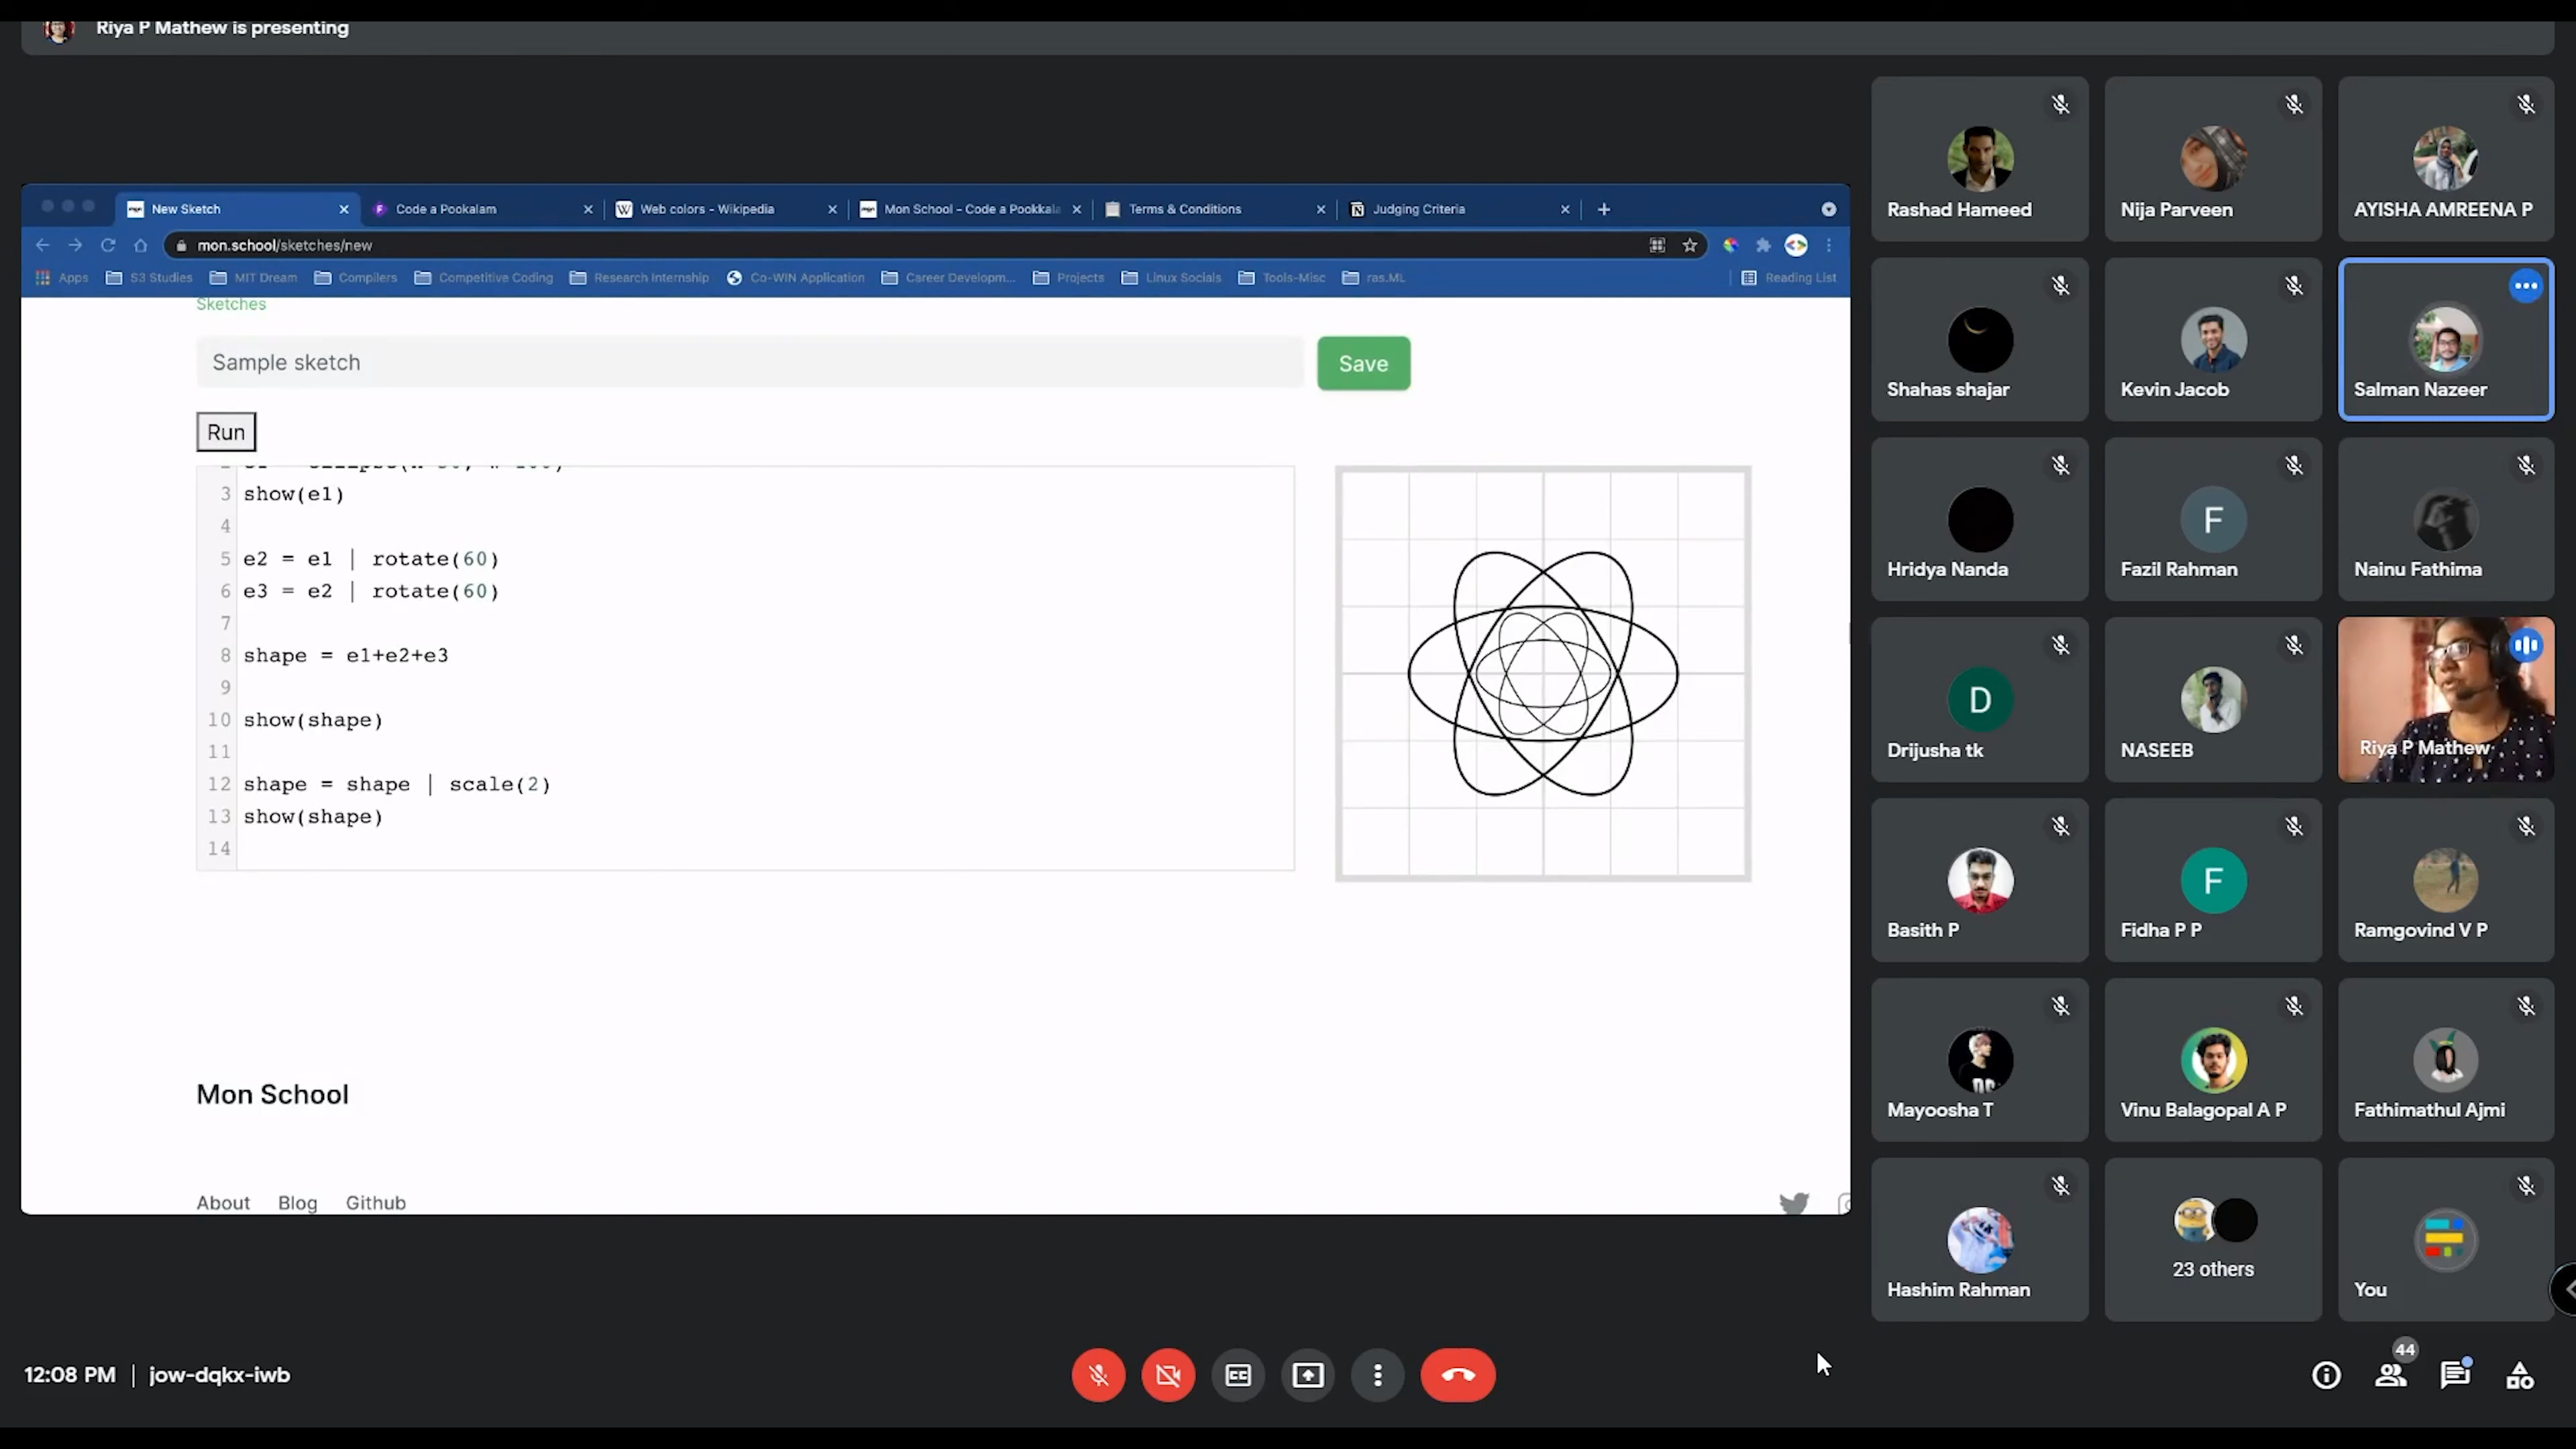 Riya P Mathew is presenting
New Sketch
Code a Pookalam
Web colors - Wikipedia
Mon School - Code a Pookkala
Terms & Conditions
Judging Criteria
mon.school/sketches/new
Apps
S3 Studies
MIT Dream
Compilers
Competitive Coding
Research Internship
Co-WIN Application
Career Developm...
Projects
Linux Socials
Tools-Misc
ras.ML
Reading List
Sketches
Sample sketch
Save
Run
3 show(e1)
4
5 e2 = e1 | rotate(60)
6 e3 = e2 | rotate(60)
7
8 shape = e1+e2+e3
9
10 show(shape)
11
12 shape = shape | scale(2)
13 show(shape)
14
Mon School
About Blog Github
Rashad Hameed
Nija Parveen
AYISHA AMREENA P
Shahas shajar
Kevin Jacob
Salman Nazeer
Hridya Nanda
F
Fazil Rahman
Nainu Fathima
D
Drijusha tk
NASEEB
Riya P Mathew
Basith P
F
Fidha P P
Ramgovind V P
Mayoosha T
Vinu Balagopal A P
Fathimathul Ajmi
Hashim Rahman
23 others
You
12:08 PM | jow-dqkx-iwb
CC
44